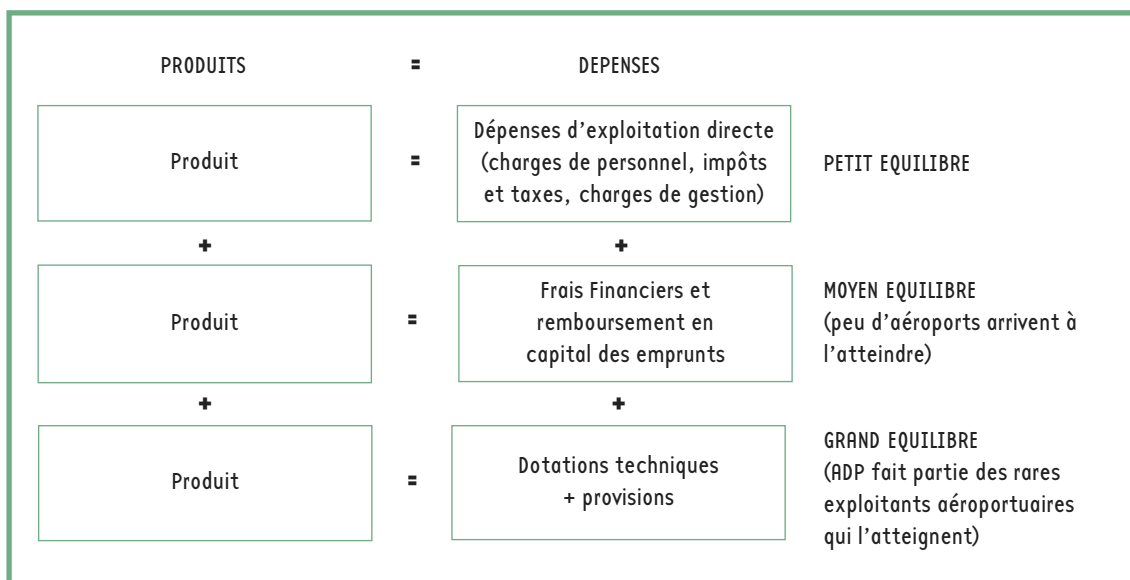 PRODUITS = DEPENSES
Produit = Dépenses d'exploitation directe
(charges de personnel, impôts
et taxes, charges de gestion)
PETIT EQUILIBRE
+ +
Produit = Frais Financiers et
remboursement en
capital des emprunts
MOYEN EQUILIBRE
(peu d'aéroports arrivent à
l'atteindre)
+ +
Produit = Dotations techniques
+ provisions
GRAND EQUILIBRE
(ADP fait partie des rares
exploitants aéroportuaires
qui l'atteignent)